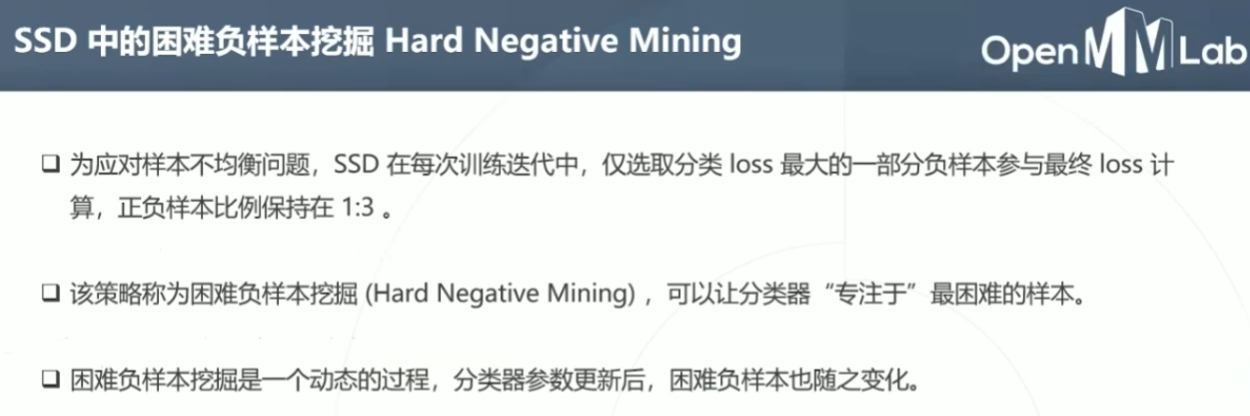 SSD 中的困难负样本挖掘 Hard Negative Mining
OpenMMLab
❑ 为应对样本不均衡问题，SSD 在每次训练迭代中，仅选取分类 loss 最大的一部分负样本参与最终 loss 计
算，正负样本比例保持在 1:3 。
❑ 该策略称为困难负样本挖掘 (Hard Negative Mining) ，可以让分类器“专注于”最困难的样本。
❑ 困难负样本挖掘是一个动态的过程，分类器参数更新后，困难负样本也随之变化。